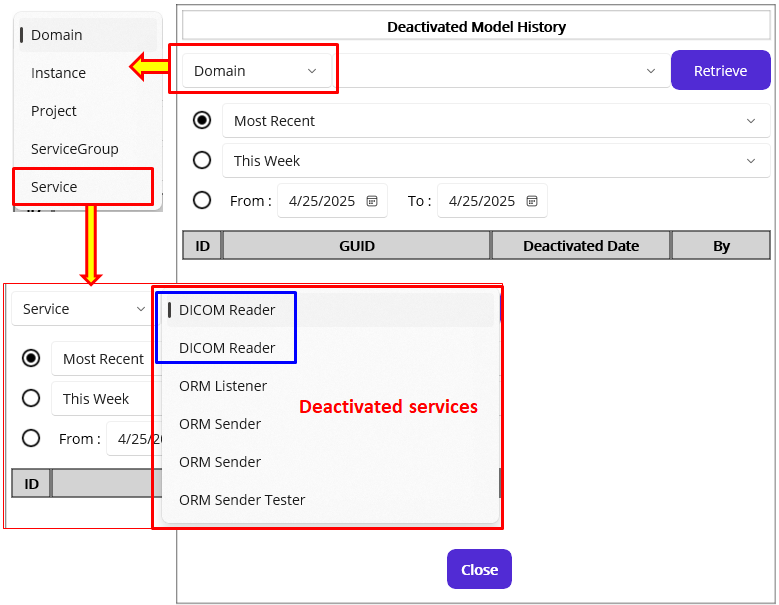 Deactivated Model History
Domain
Instance
Project
ServiceGroup
Service
Domain
Retrieve
Most Recent
This Week
From : 4/25/2025 To : 4/25/2025
ID GUID Deactivated Date By
Service
Most Recent
This Week
From : 4/25/2
ID
DICOM Reader
DICOM Reader
ORM Listener
ORM Sender
ORM Sender
ORM Sender Tester
Deactivated services
Close